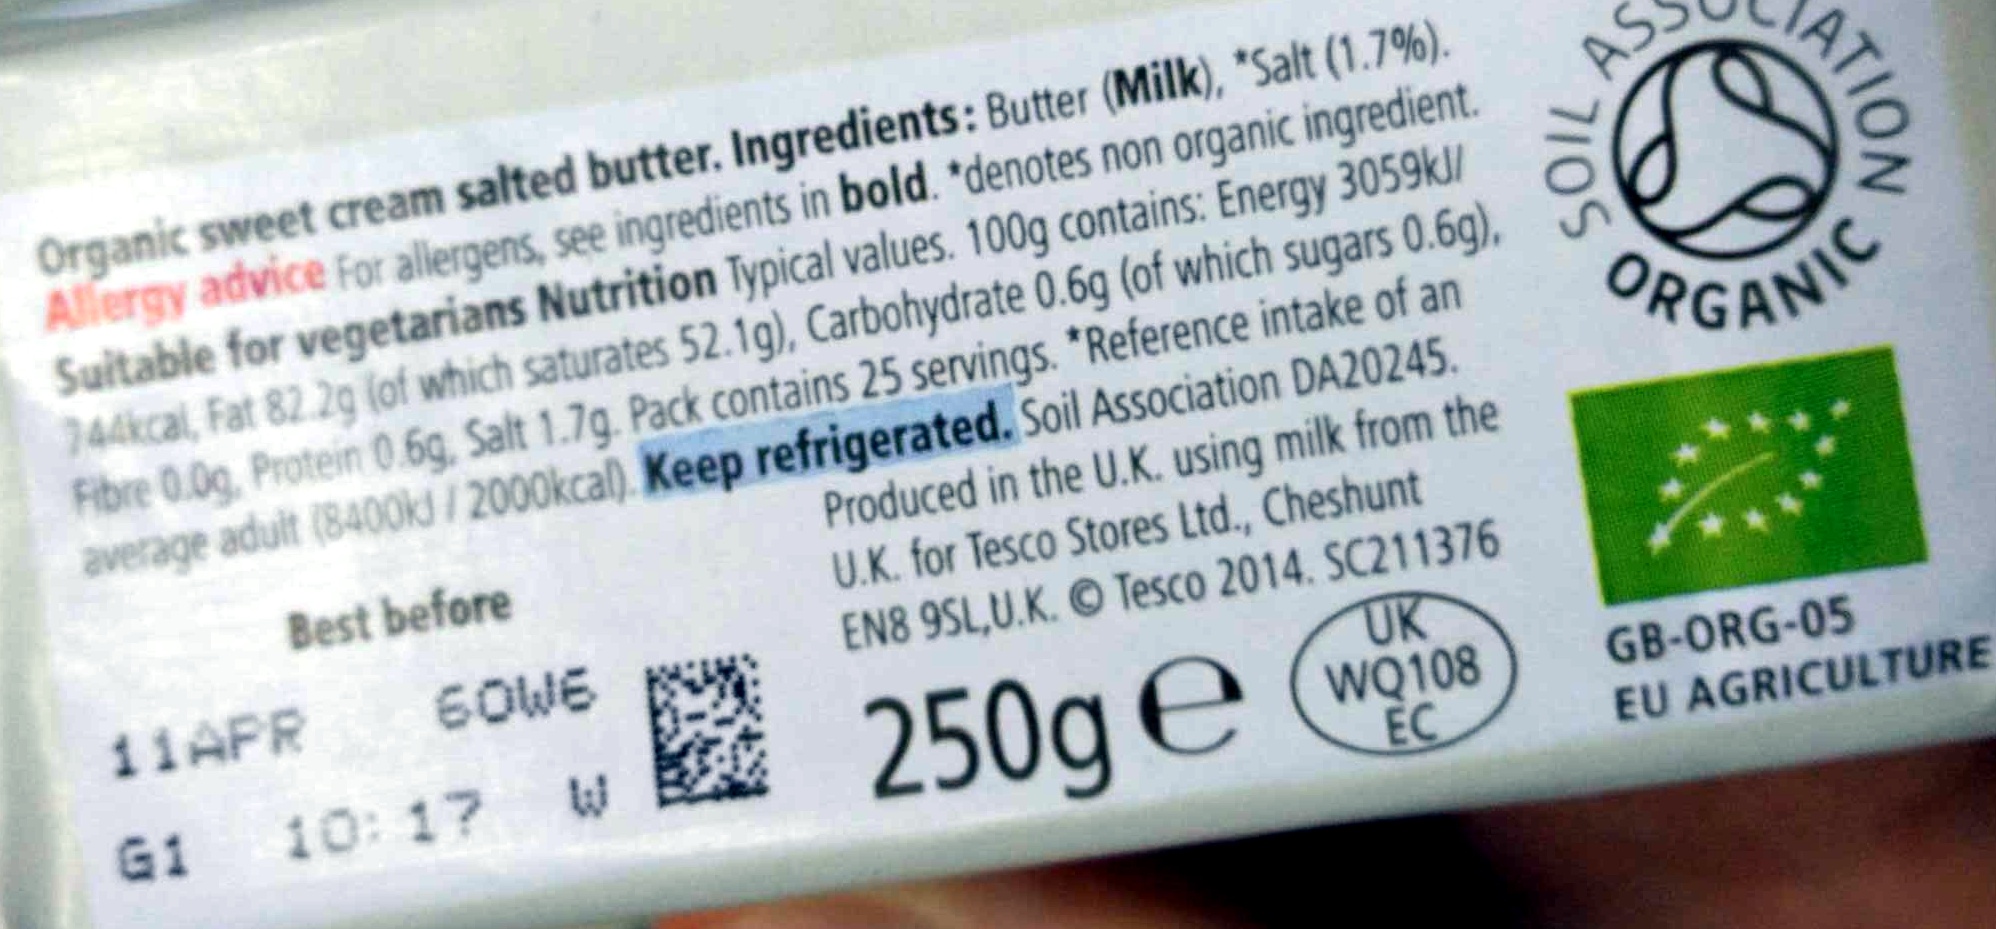 Organic sweet cream salted butter. Ingredients: Butter (Milk), *Salt (1.7%).
Allergy advice For allergens, see ingredients in bold. *denotes non organic ingredient.
Suitable for vegetarians Nutrition Typical values. 100g contains: Energy 3059kJ/
744kcal, Fat 82.2g (of which saturates 52.1g), Carbohydrate 0.6g (of which sugars 0.6g),
Fibre 0.0g, Protein 0.6g, Salt 1.7g. Pack contains 25 servings. *Reference intake of an
average adult (8400kJ / 2000kcal). Keep refrigerated. Soil Association DA20245.
Produced in the U.K. using milk from the
U.K. for Tesco Stores Ltd., Cheshunt
EN8 9SL,U.K. © Tesco 2014. SC211376
Best before
11APR 60W6
G1 10:17 W
250g e
UK
WQ108
EC
SOIL ASSOCIATION
ORGANIC
GB-ORG-05
EU AGRICULTURE